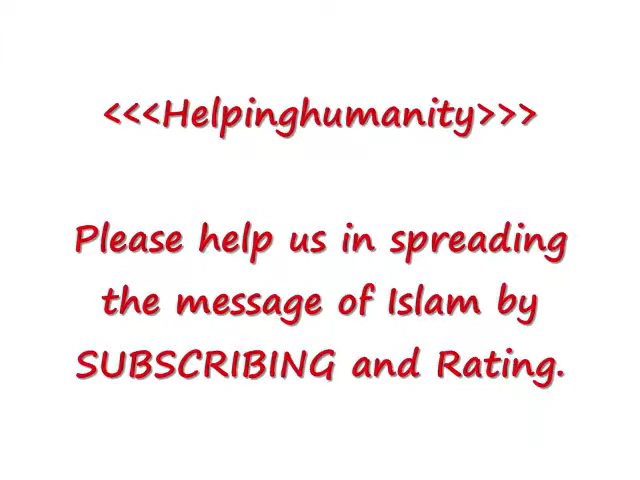 <<<Helpinghumanity>>>
Please help us in spreading
the message of Islam by
SUBSCRIBING and Rating.